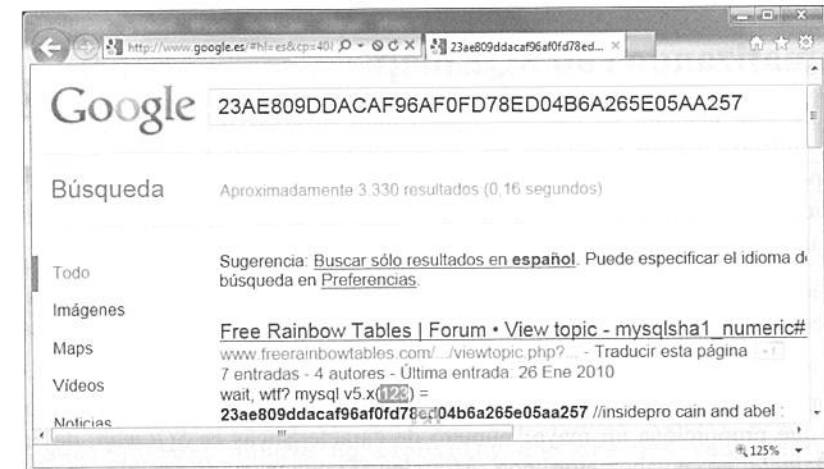 http://www.google.es/#hl=es&cp=40 23ae809ddacaf96af0fd78ed...
Google 23AE809DDACAF96AF0FD78ED04B6A265E05AA257
Búsqueda Aproximadamente 3.330 resultados (0,16 segundos)
Todo
Imágenes
Maps
Vídeos
Noticias
Sugerencia: Buscar sólo resultados en español. Puede especificar el idioma d
búsqueda en Preferencias.
Free Rainbow Tables | Forum • View topic - mysqlsha1_numeric#
www.freerainbowtables.com/.../viewtopic.php?... - Traducir esta página
7 entradas - 4 autores - Última entrada: 26 Ene 2010
wait, wtf? mysql v5.x(123) =
23ae809ddacaf96af0fd78ed04b6a265e05aa257 //insidepro cain and abel :
125%